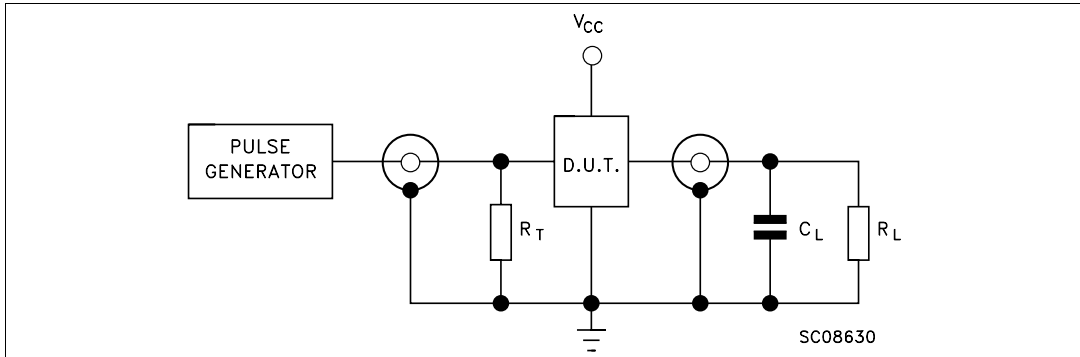 VCC
PULSE
GENERATOR
D.U.T.
RT
CL
RL
SC08630